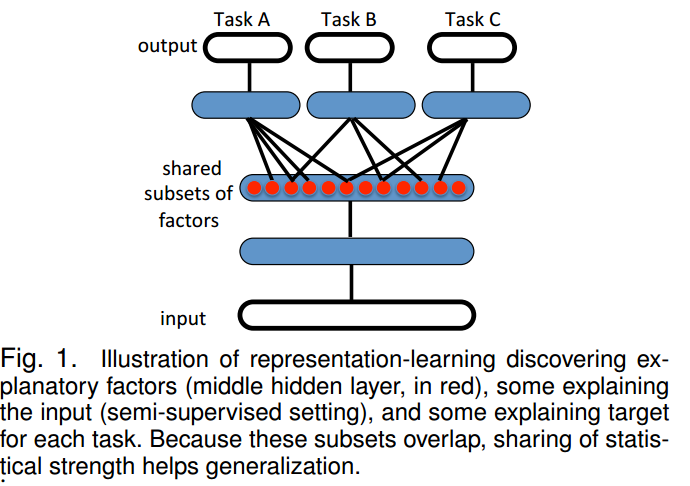 Task A Task B Task C
output
shared
subsets of
factors
input
Fig. 1. Illustration of representation-learning discovering ex-
planatory factors (middle hidden layer, in red), some explaining
the input (semi-supervised setting), and some explaining target
for each task. Because these subsets overlap, sharing of statis-
tical strength helps generalization.